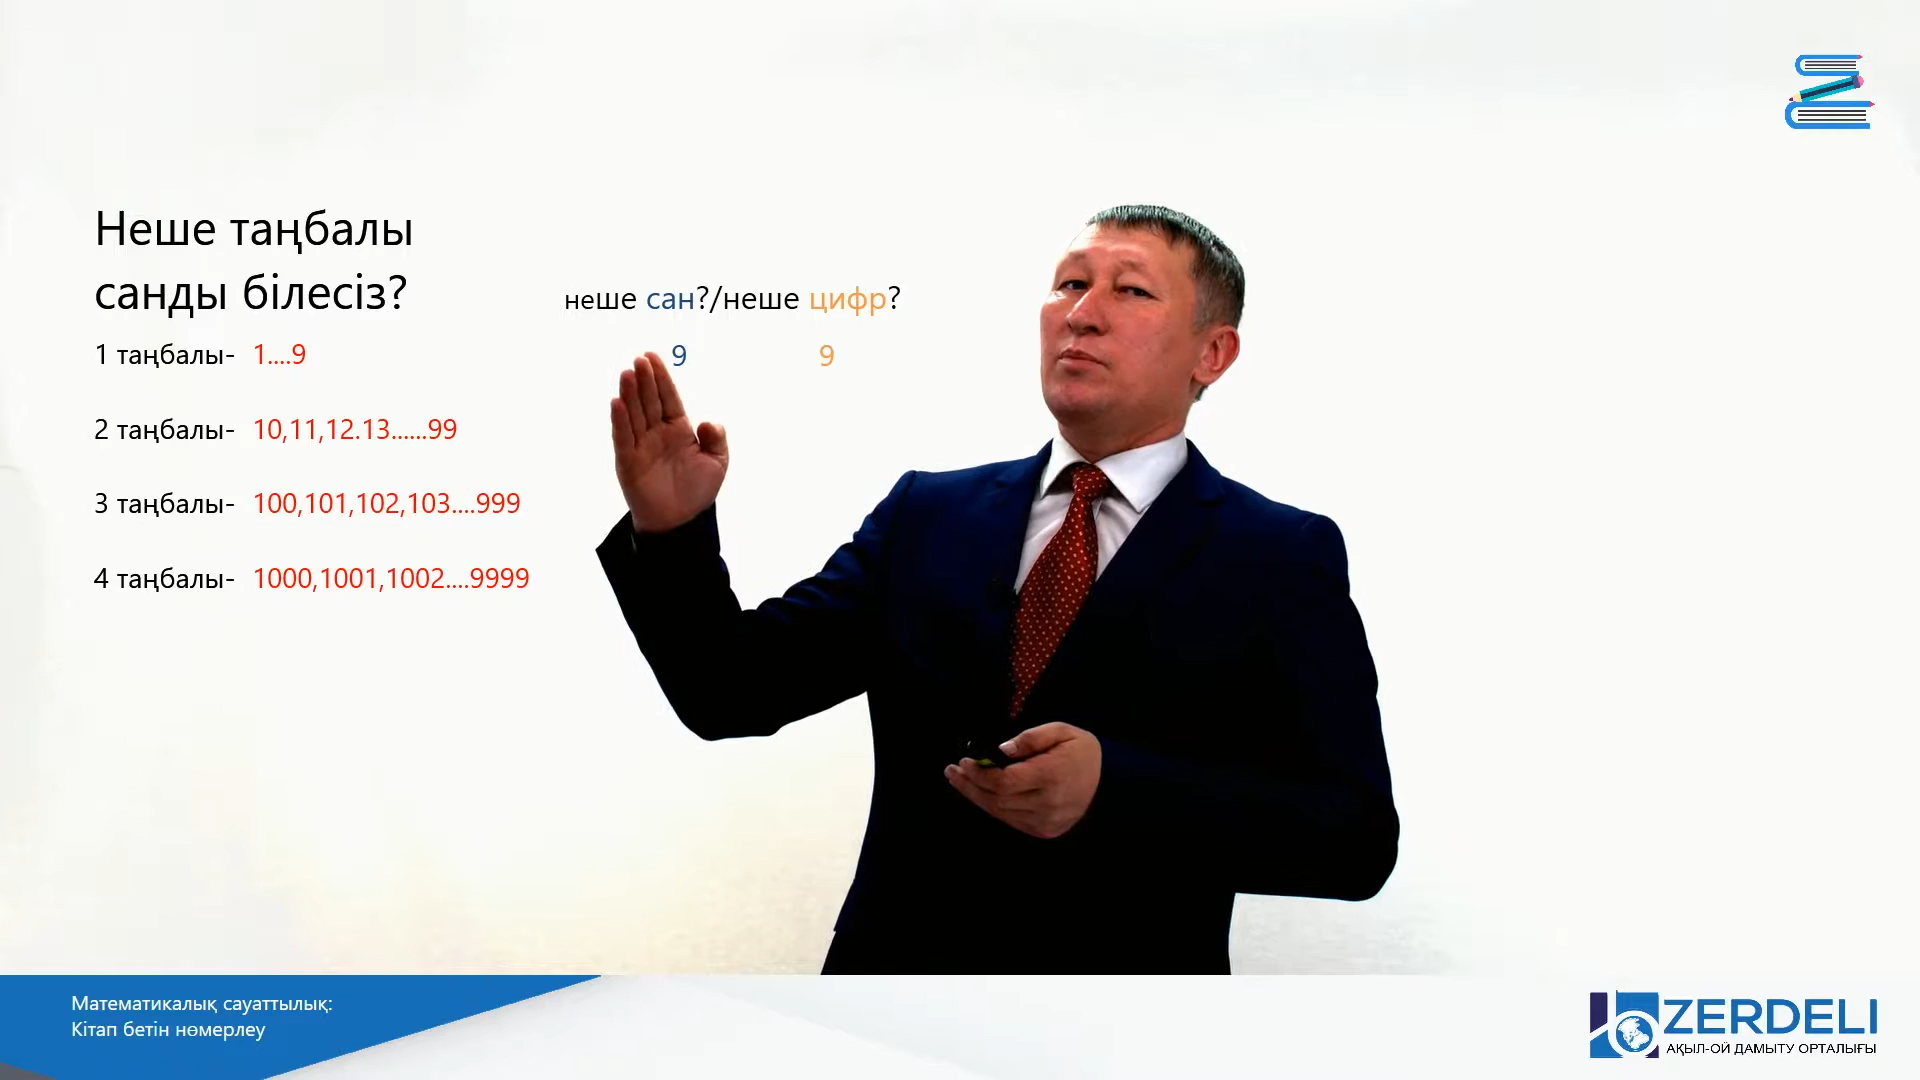 Неше таңбалы
санды білесіз?
неше сан?/неше цифр?
1 таңбалы- 1....9
9 9
2 таңбалы- 10,11,12.13......99
3 таңбалы- 100,101,102,103....999
4 таңбалы- 1000,1001,1002....9999
Математикалық сауаттылық:
Кітап бетін нөмерлеу
ZERDELI
АҚЫЛ-ОЙ ДАМЫТУ ОРТАЛЫҒЫ